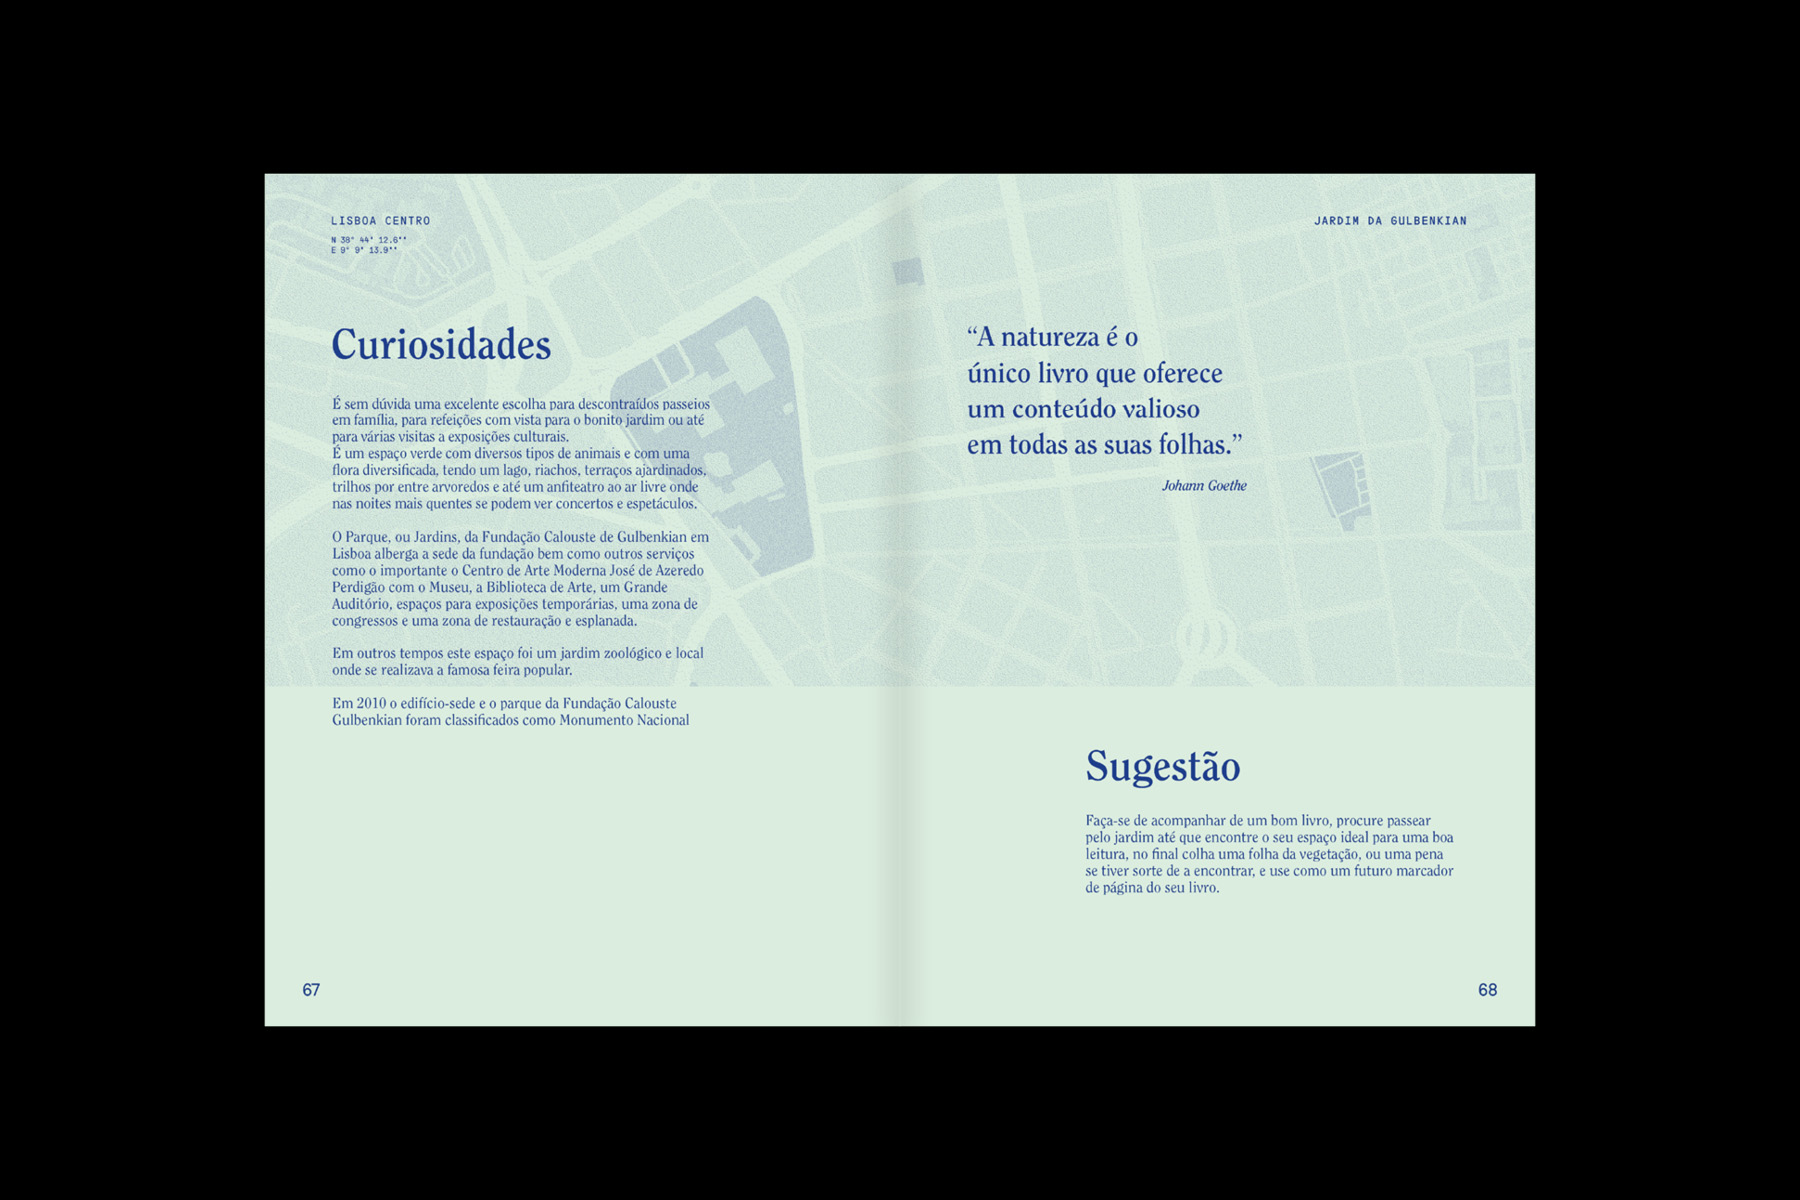 LISBOA CENTRO
N 38° 44' 12.6''
E 9° 9' 13.9''
JARDIM DA GULBENKIAN
Curiosidades
É sem dúvida uma excelente escolha para descontraídos passeios
em família, para refeições com vista para o bonito jardim ou até
para várias visitas a exposições culturais.
É um espaço verde com diversos tipos de animais e com uma
flora diversificada, tendo um lago, riachos, terraços ajardinados,
trilhos por entre arvoredos e até um anfiteatro ao ar livre onde
nas noites mais quentes se podem ver concertos e espetáculos.
O Parque, ou Jardins, da Fundação Calouste de Gulbenkian em
Lisboa alberga a sede da fundação bem como outros serviços
como o importante o Centro de Arte Moderna José de Azeredo
Perdigão com o Museu, a Biblioteca de Arte, um Grande
Auditório, espaços para exposições temporárias, uma zona de
congressos e uma zona de restauração e esplanada.
Em outros tempos este espaço foi um jardim zoológico e local
onde se realizava a famosa feira popular.
Em 2010 o edifício-sede e o parque da Fundação Calouste
Gulbenkian foram classificados como Monumento Nacional
67
“A natureza é o
único livro que oferece
um conteúdo valioso
em todas as suas folhas.”
Johann Goethe
Sugestão
Faça-se de acompanhar de um bom livro, procure passear
pelo jardim até que encontre o seu espaço ideal para uma boa
leitura, no final colha uma folha da vegetação, ou uma pena
se tiver sorte de a encontrar, e use como um futuro marcador
de página do seu livro.
68